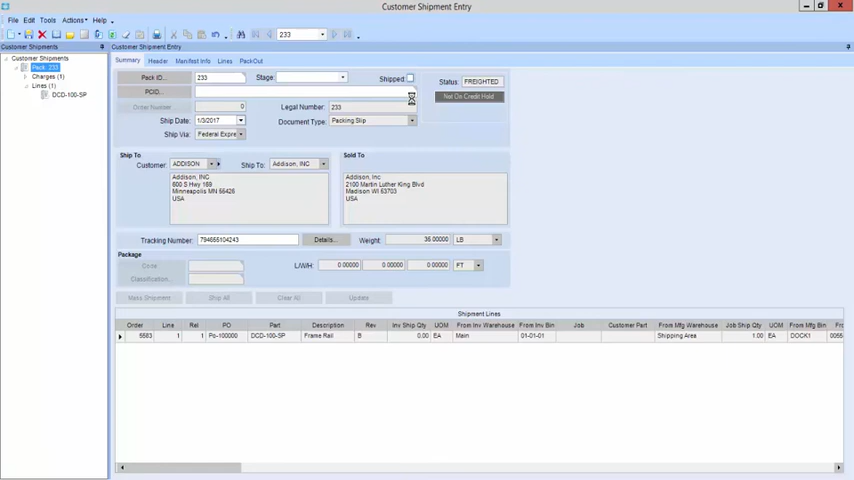 Customer Shipment Entry
File Edit Tools Actions Help
233
Customer Shipments
Customer Shipment Entry
Customer Shipments
Pack 233
Charges (1)
Lines (1)
DCD-100-SP
Summary Header Manifest Info Lines PackOut
Pack ID... 233 Stage: Shipped: Status: FREIGHTED
PCID... Not On Credit Hold
Order Number... 0 Legal Number: 233
Ship Date: 1/3/2017 Document Type: Packing Slip
Ship Via: Federal Expre
Ship To Sold To
Customer: ADDISON Ship To: Addison, INC
Addison, INC
600 S Hwy 169
Minneapolis MN 55426
USA
Addison, Inc
2100 Martin Luther King Blvd
Madison WI 53703
USA
Tracking Number: 794655104243 Details... Weight: 36.00000 LB
Package
Code L/W/H: 0.00000 0.00000 0.00000 FT
Classification...
Mass Shipment Ship All Clear All Update
Shipment Lines
Order Line Rel PO Part Description Rev Inv Ship Qty UOM From Inv Warehouse From Inv Bin Job Customer Part From Mfg Warehouse Job Ship Qty UOM From Mfg Bin
5583 1 1 Po-100000 DCD-100-SP Frame Rail B 0.00 EA Main 01-01-01 Shipping Area 1.00 EA DOCK1 0055